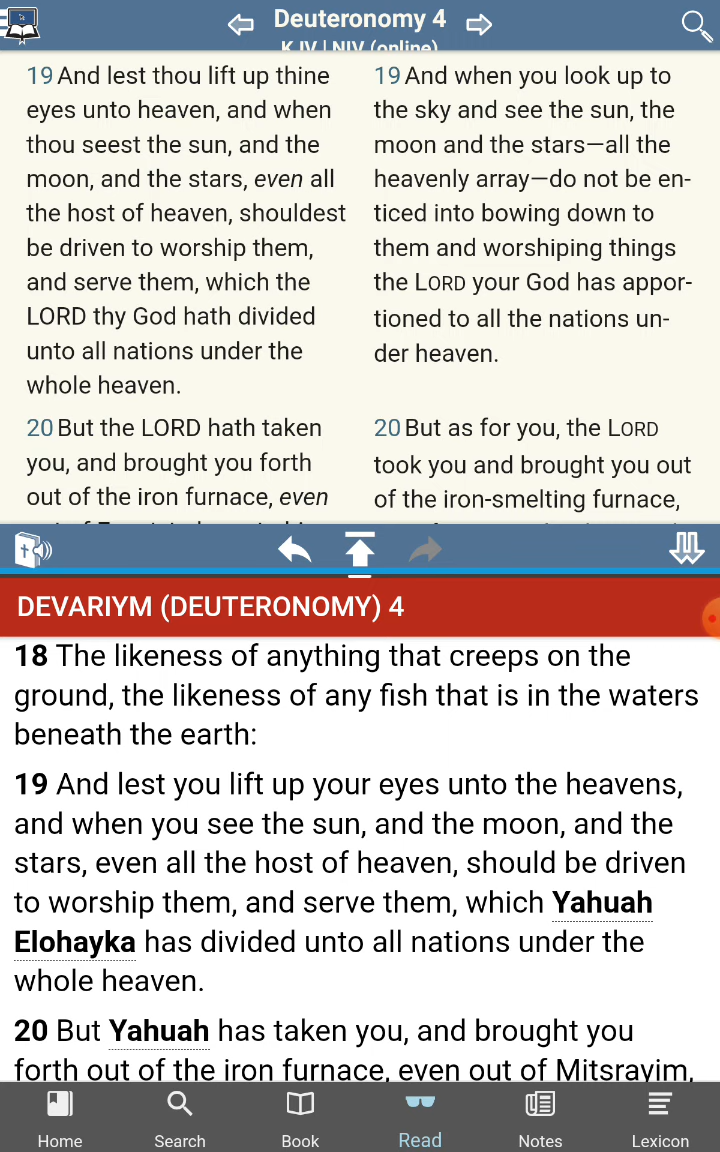 Deuteronomy 4
KJV | NIV (online)
19 And lest thou lift up thine
eyes unto heaven, and when
thou seest the sun, and the
moon, and the stars, even all
the host of heaven, shouldest
be driven to worship them,
and serve them, which the
LORD thy God hath divided
unto all nations under the
whole heaven.
20 But the LORD hath taken
you, and brought you forth
out of the iron furnace, even
19 And when you look up to
the sky and see the sun, the
moon and the stars—all the
heavenly array—do not be en-
ticed into bowing down to
them and worshiping things
the LORD your God has appor-
tioned to all the nations un-
der heaven.
20 But as for you, the LORD
took you and brought you out
of the iron-smelting furnace,
DEVARIYM (DEUTERONOMY) 4
18 The likeness of anything that creeps on the
ground, the likeness of any fish that is in the waters
beneath the earth:
19 And lest you lift up your eyes unto the heavens,
and when you see the sun, and the moon, and the
stars, even all the host of heaven, should be driven
to worship them, and serve them, which Yahuah
Elohayka has divided unto all nations under the
whole heaven.
20 But Yahuah has taken you, and brought you
forth out of the iron furnace, even out of Mitsrayim,
Home
Search
Book
Read
Notes
Lexicon